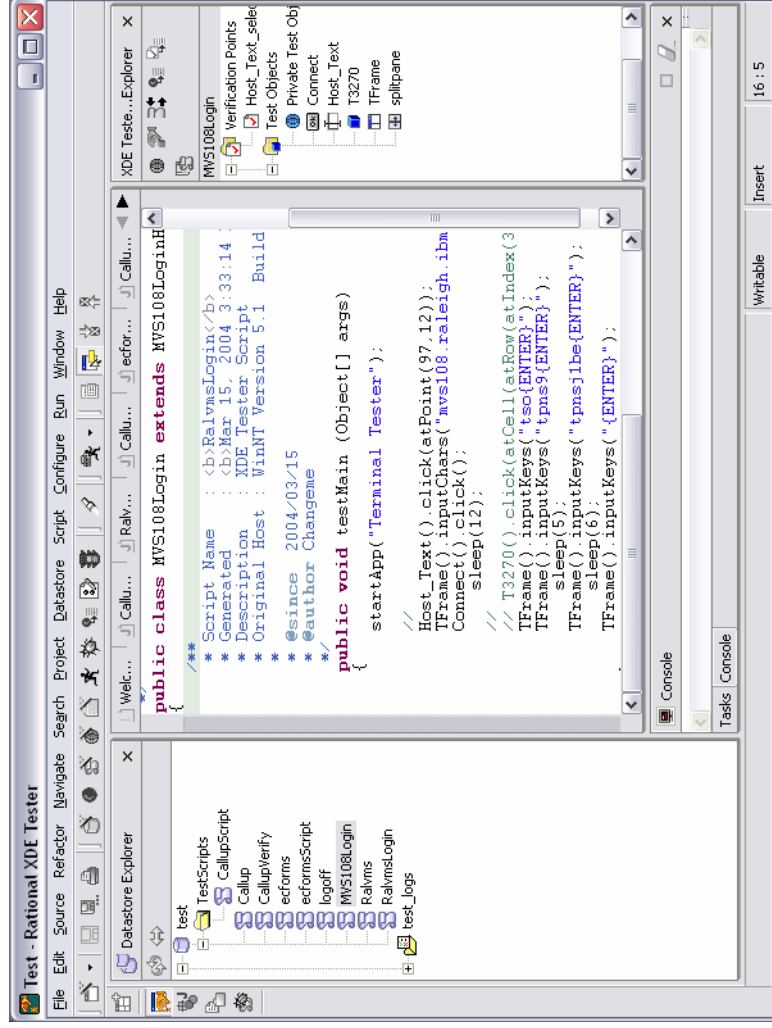 Test - Rational XDE Tester
File Edit Source Refactor Navigate Search Project Datastore Script Configure Run Window Help
Datastore Explorer
test
TestScripts
CallupScript
Callup
CallupVerify
ecforms
ecformsScript
logoff
MVS108Login
Ralvms
RalvmsLogin
test_logs
Welc... Callu... Ralv... Callu... ecfor... Callu...
*/
public class MVS108Login extends MVS108LoginH
{
/**
* Script Name : <b>RalvmsLogin</b>
* Generated : <b>Mar 15, 2004 3:33:14
* Description : XDE Tester Script
* Original Host : WinNT Version 5.1 Build
*
* @since 2004/03/15
* @author Changeme
*/
public void testMain (Object[] args)
{
startApp("Terminal Tester");
//
Host_Text().click(atPoint(97,12));
TFrame().inputChars("mvs108.raleigh.ibm
Connect().click();
sleep(12);
//
// T3270().click(atCell(atRow(atIndex(3
TFrame().inputKeys("tso{ENTER}");
TFrame().inputKeys("tpns9{ENTER}");
sleep(5);
TFrame().inputKeys("tpnsj1be{ENTER}");
sleep(6);
TFrame().inputKeys("{ENTER}");
XDE Teste...Explorer
MVS108Login
Verification Points
Host_Text_selec
Test Objects
Private Test Obj
Connect
Host_Text
T3270
TFrame
splitpane
Console
Tasks Console
Writable Insert 16 : 5